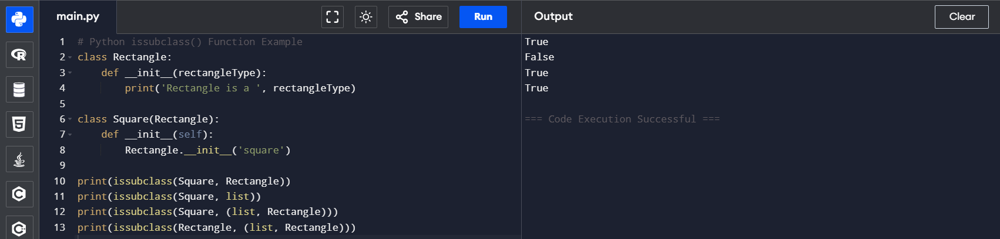 main.py
Share
Run
Output
Clear
1 # Python issubclass() Function Example
2 class Rectangle:
3     def __init__(rectangleType):
4         print('Rectangle is a ', rectangleType)
5
6 class Square(Rectangle):
7     def __init__(self):
8         Rectangle.__init__('square')
9
10 print(issubclass(Square, Rectangle))
11 print(issubclass(Square, list))
12 print(issubclass(Square, (list, Rectangle)))
13 print(issubclass(Rectangle, (list, Rectangle)))
True
False
True
True
=== Code Execution Successful ===